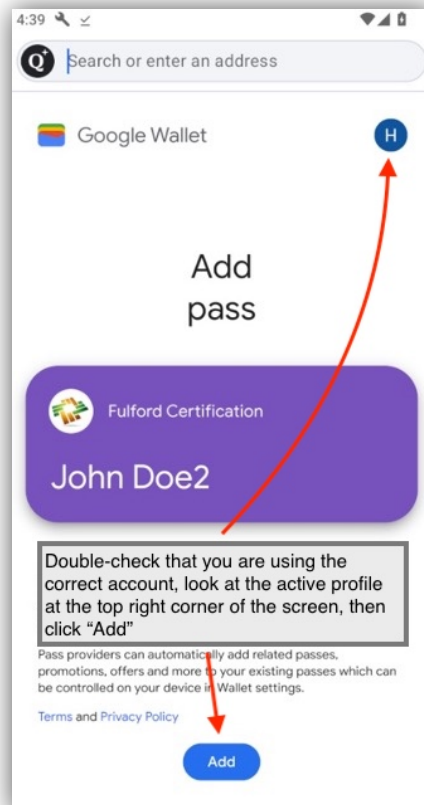 4:39
Q
Search or enter an address
Google Wallet
H
Add
pass
Fulford Certification
John Doe2
Double-check that you are using the
correct account, look at the active profile
at the top right corner of the screen, then
click “Add”
Pass providers can automatically add related passes,
promotions, offers and more to your existing passes which can
be controlled on your device in Wallet settings.
Terms and Privacy Policy
Add